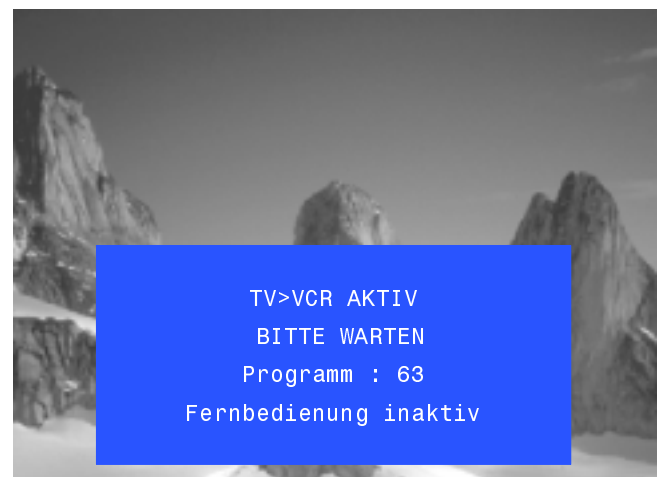 TV>VCR AKTIV
BITTE WARTEN
Programm : 63
Fernbedienung inaktiv